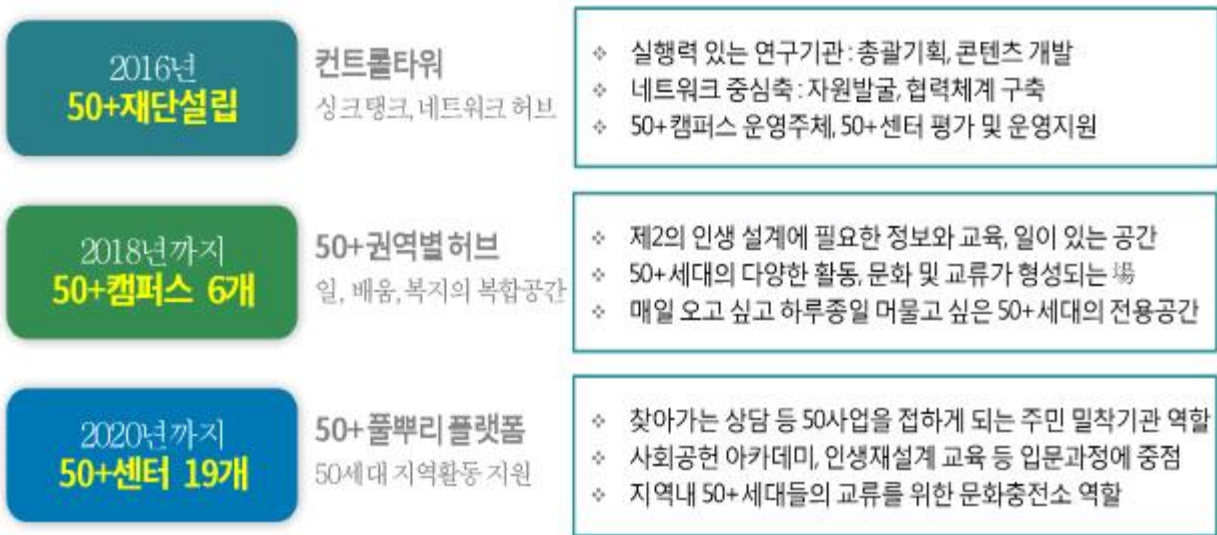 2016년
50+재단설립
컨트롤타워
싱크탱크, 네트워크 허브
❖ 실행력 있는 연구기관 : 총괄기획, 콘텐츠 개발
❖ 네트워크 중심축 : 자원발굴, 협력체계 구축
❖ 50+캠퍼스 운영주체, 50+센터 평가 및 운영지원
2018년까지
50+캠퍼스 6개
50+권역별 허브
일, 배움, 복지의 복합공간
❖ 제2의 인생 설계에 필요한 정보와 교육, 일이 있는 공간
❖ 50+세대의 다양한 활동, 문화 및 교류가 형성되는 場
❖ 매일 오고 싶고 하루종일 머물고 싶은 50+세대의 전용공간
2020년까지
50+센터 19개
50+풀뿌리 플랫폼
50세대 지역활동 지원
❖ 찾아가는 상담 등 50사업을 접하게 되는 주민 밀착기관 역할
❖ 사회공헌 아카데미, 인생재설계 교육 등 입문과정에 중점
❖ 지역내 50+세대들의 교류를 위한 문화충전소 역할